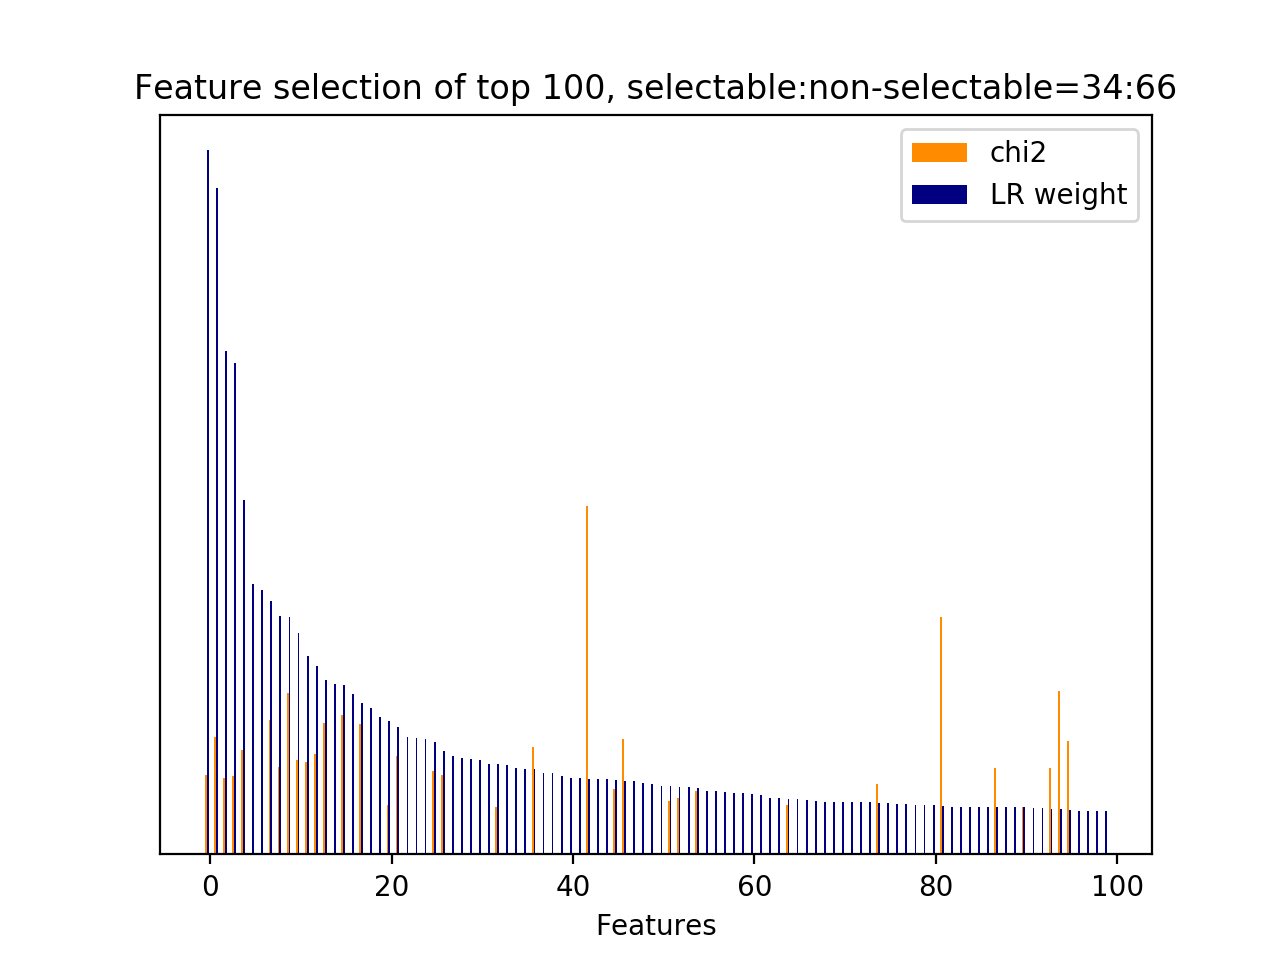 Feature selection of top 100, selectable:non-selectable=34:66
chi2
LR weight
0 20 40 60 80 100
Features